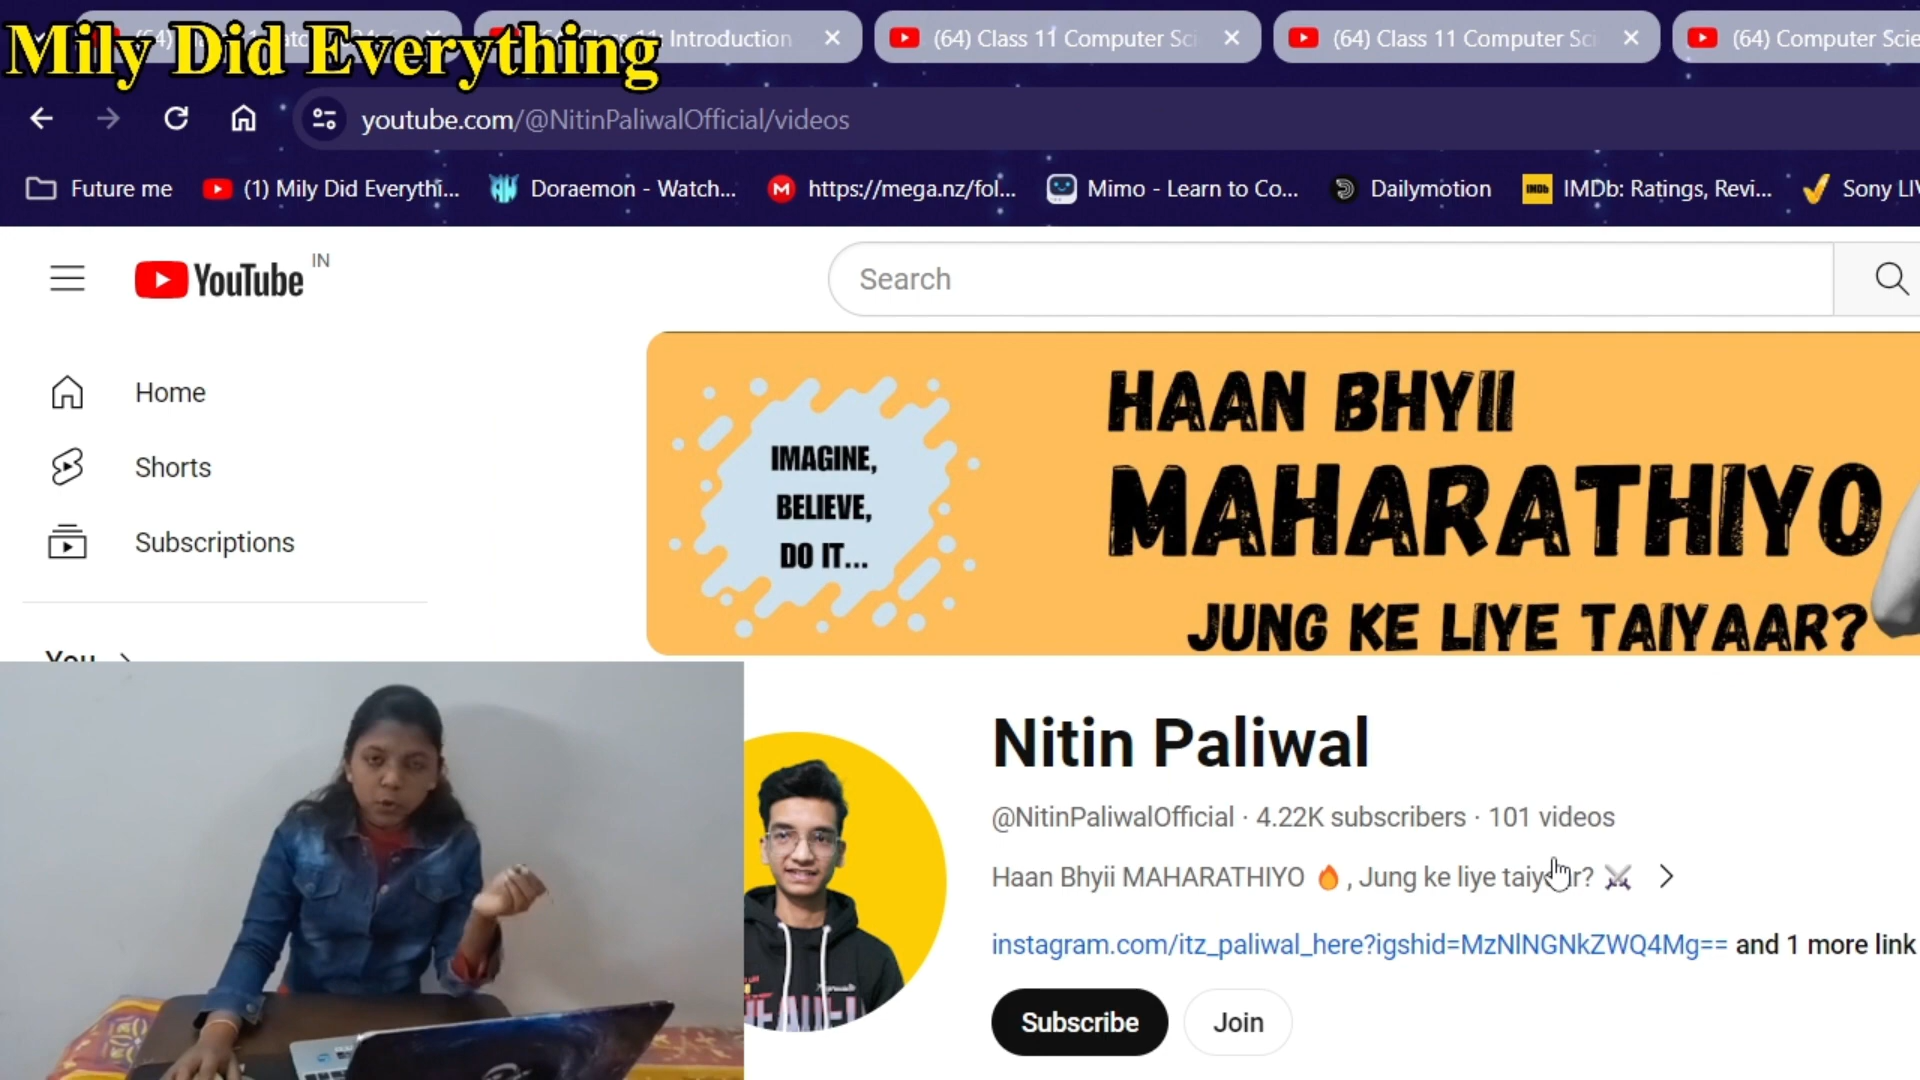 Mily Did Everything
Introduction
(64) Class 11 Computer Sci
(64) Class 11 Computer Sc
(64) Computer Scie
youtube.com/@NitinPaliwalOfficial/videos
Future me
(1) Mily Did Everythi...
Doraemon - Watch...
https://mega.nz/fol...
Mimo - Learn to Co...
Dailymotion
IMDb: Ratings, Revi...
Sony LIV
YouTube IN
Search
Home
Shorts
Subscriptions
You
IMAGINE,
BELIEVE,
DO IT...
HAAN BHYII
MAHARATHIYO
JUNG KE LIYE TAIYAAR?
Nitin Paliwal
@NitinPaliwalOfficial · 4.22K subscribers · 101 videos
Haan Bhyii MAHARATHIYO 🔥 , Jung ke liye taiyaar? ⚔️
instagram.com/itz_paliwal_here?igshid=MzNlNGNkZWQ4Mg== and 1 more link
Subscribe
Join